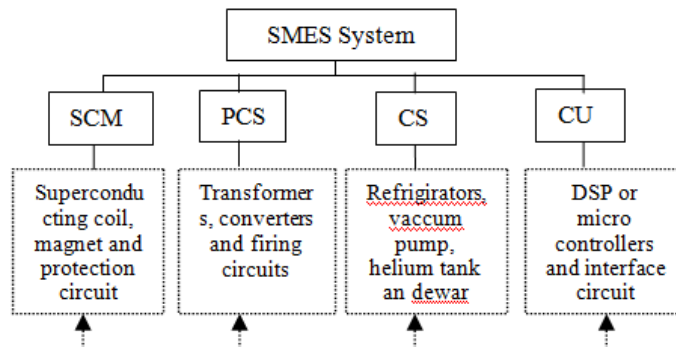 SMES System
SCM
PCS
CS
CU
Supercondu
cting coil,
magnet and
protection
circuit
Transformer
s, converters
and firing
circuits
Refrigirators,
vaccum
pump,
helium tank
an dewar
DSP or
micro
controllers
and interface
circuit